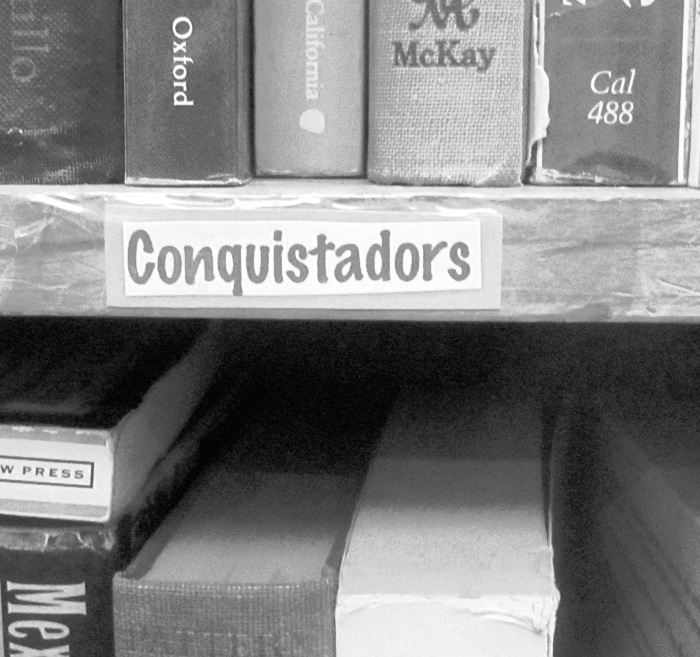 Oxford
California
McKay
Cal
488
Conquistadors
W PRESS
Mex